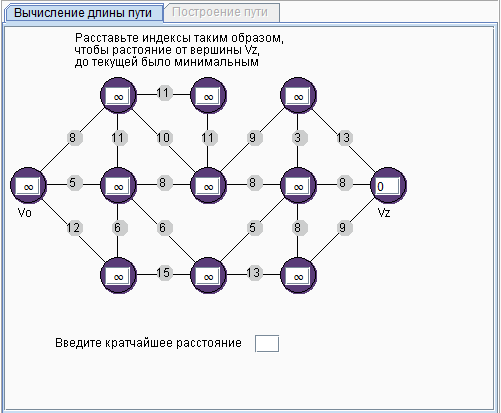 Вычисление длины пути Построение пути
Расставьте индексы таким образом,
чтобы растояние от вершины Vz,
до текущей было минимальным
∞ 11 ∞ ∞
8 11 10 11 9 3 13
∞ 5 ∞ 8 ∞ 8 ∞ 8 0
Vo Vz
12 6 6 5 8 9
∞ 15 ∞ 13 ∞
Введите кратчайшее расстояние